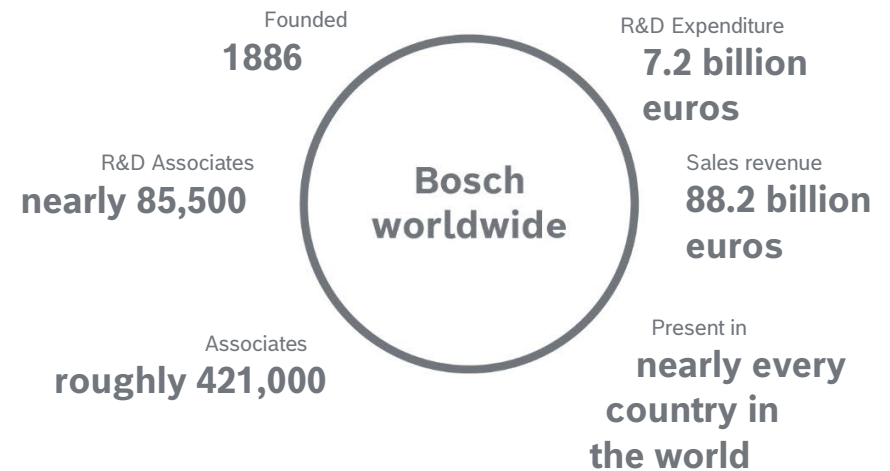 Founded
1886
R&D Expenditure
7.2 billion
euros
R&D Associates
nearly 85,500
Bosch
worldwide
Sales revenue
88.2 billion
euros
Associates
roughly 421,000
Present in
nearly every
country in
the world